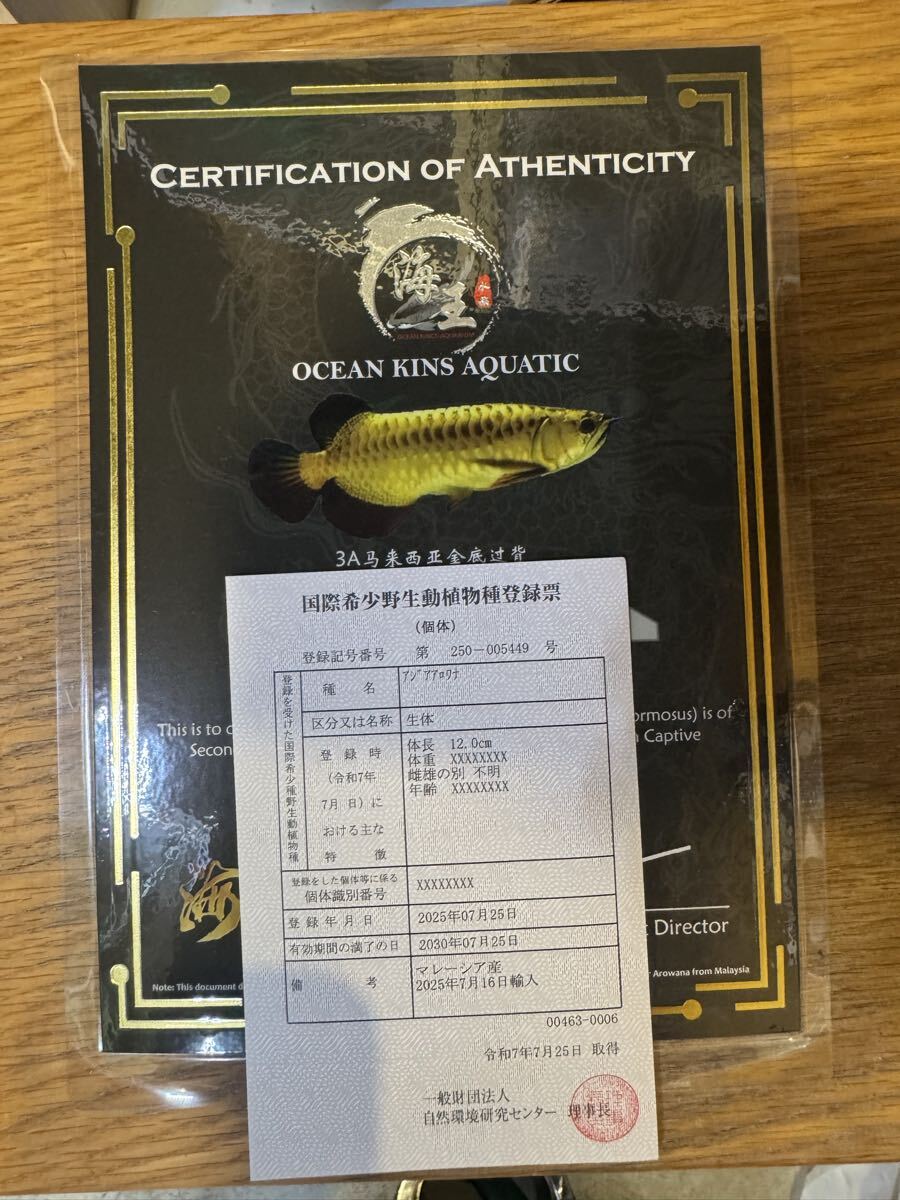 CERTIFICATION OF AUTHENTICITY
海王
OCEAN KINS AQUATIC
3A马来西亚金底过背
This is to
ormosus) is of
Secon
Captive
Director
Note: This document d
Arowana from Malaysia
国際希少野生動植物種登録票
(個体)
登録記号番号 第 250-005449 号
登録を受けた国際希少野生動植物種
種名 アジアアロワナ
区分又は名称 生体
登録時
(令和7年
7月 日)に
おける主な
特徴
体長 12.0cm
体重 XXXXXXXX
雌雄の別 不明
年齢 XXXXXXXX
登録をした個体等に係る
個体識別番号 XXXXXXXX
登録年月日 2025年07月25日
有効期間の満了の日 2030年07月25日
備考
マレーシア産
2025年7月16日輸入
00463-0006
令和7年7月25日 取得
一般財団法人
自然環境研究センター 理事長